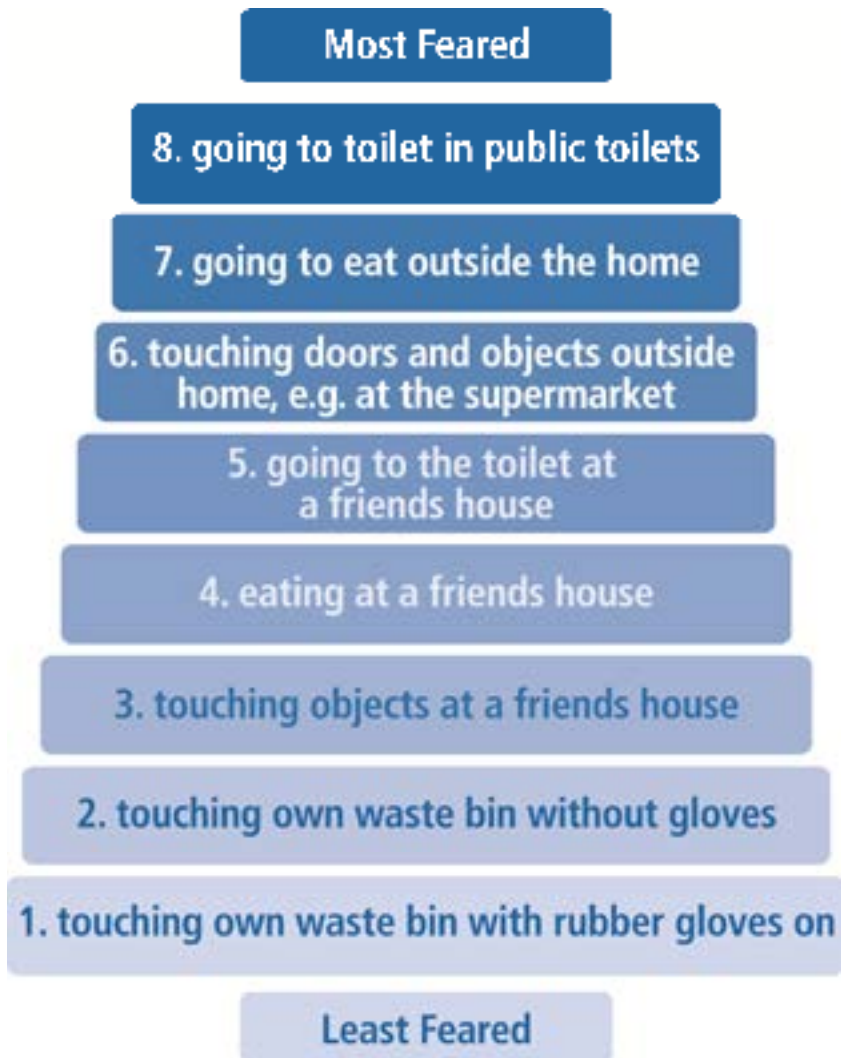 Most Feared
8. going to toilet in public toilets
7. going to eat outside the home
6. touching doors and objects outside
home, e.g. at the supermarket
5. going to the toilet at
a friends house
4. eating at a friends house
3. touching objects at a friends house
2. touching own waste bin without gloves
1. touching own waste bin with rubber gloves on
Least Feared